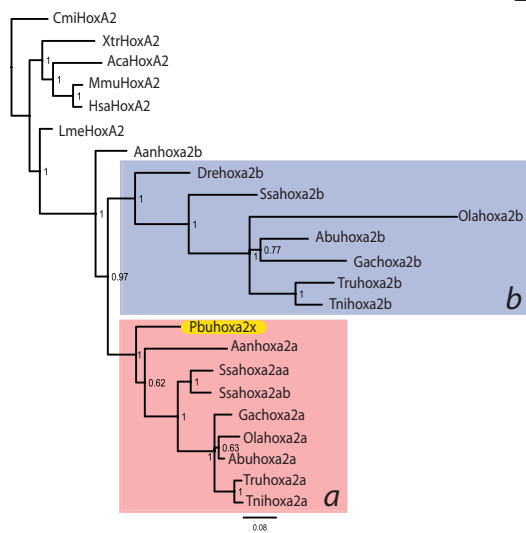 CmiHoxA2
XtrHoxA2
1
AcaHoxA2
1
MmuHoxA2
1
HsaHoxA2
LmeHoxA2
1
Aanhoxa2b
Drehoxa2b
1
Ssahoxa2b
1
Olahoxa2b
1
Abuhoxa2b
0.77
1
Gachoxa2b
0.97
Truhoxa2b
1
Tnihoxa2b
b
Pbuhoxa2x
1
Aanhoxa2a
0.62
Ssahoxa2aa
1
Ssahoxa2ab
1
Gachoxa2a
Olahoxa2a
0.63
1
Abuhoxa2a
Truhoxa2a
1
Tnihoxa2a
a
0.08